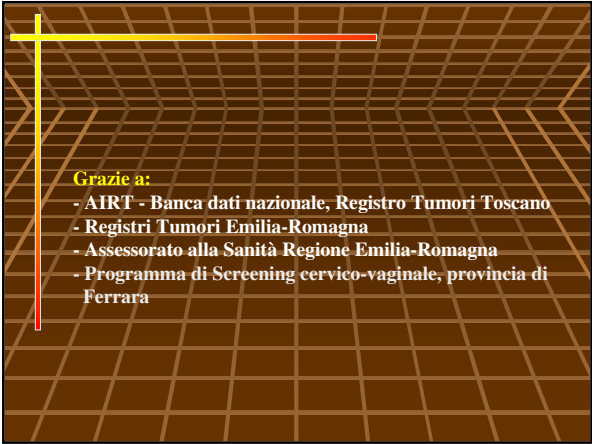 Grazie a:
- AIRT - Banca dati nazionale, Registro Tumori Toscano
- Registri Tumori Emilia-Romagna
- Assessorato alla Sanità Regione Emilia-Romagna
- Programma di Screening cervico-vaginale, provincia di
Ferrara